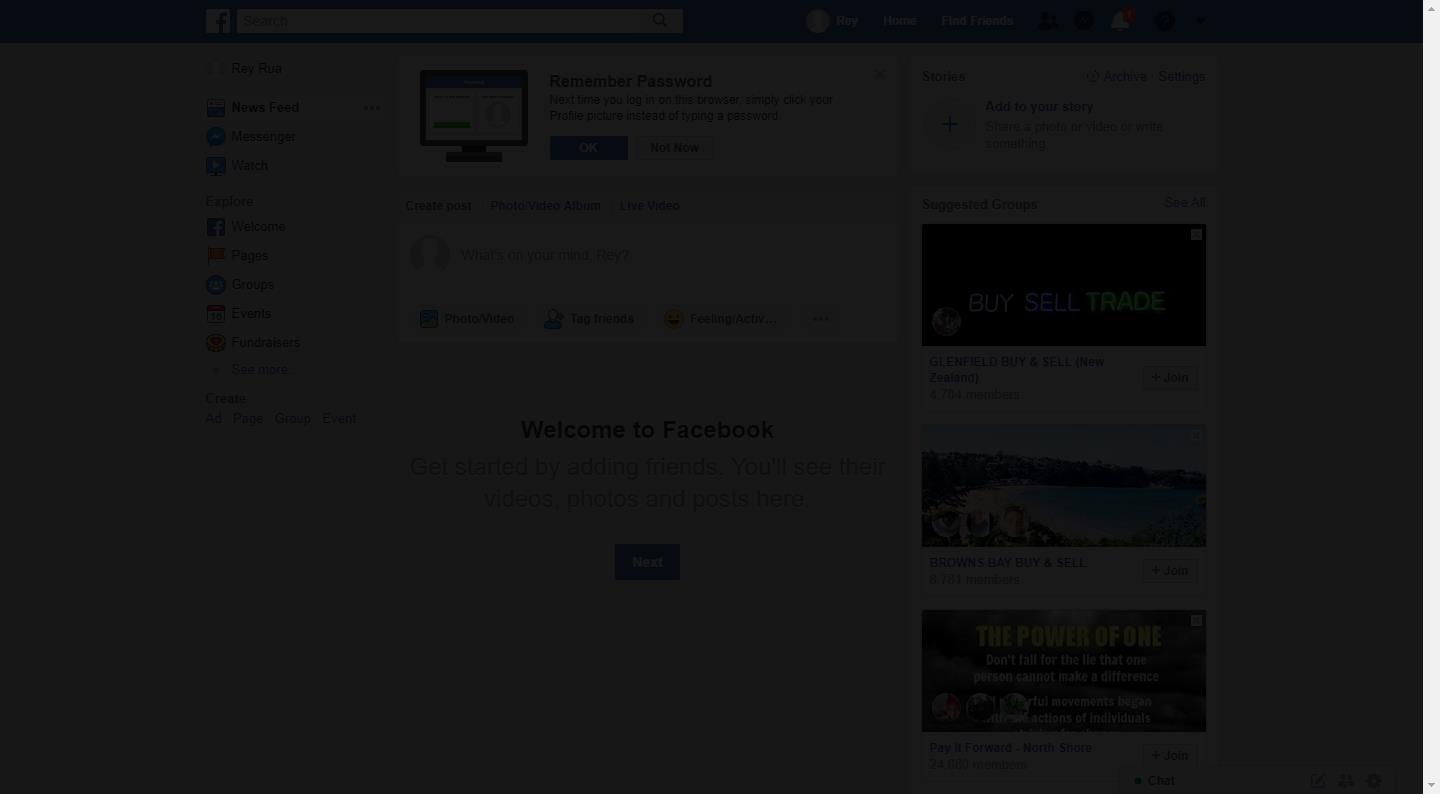 Search
Rey
Home
Find Friends
1
Rey Rua
News Feed
Messenger
Watch
Explore
Welcome
Pages
Groups
Events
Fundraisers
See more...
Create
Ad Page Group Event
Remember Password
Next time you log in on this browser, simply click your
Profile picture instead of typing a password.
OK
Not Now
Create post
Photo/Video Album
Live Video
What's on your mind, Rey?
Photo/Video
Tag friends
Feeling/Activ...
Welcome to Facebook
Get started by adding friends. You'll see their
videos, photos and posts here.
Next
Stories
Archive · Settings
Add to your story
Share a photo or video or write
something
Suggested Groups
See All
BUY SELL TRADE
GLENFIELD BUY & SELL (New
Zealand)
4,784 members
+ Join
BROWNS BAY BUY & SELL
8,781 members
+ Join
THE POWER OF ONE
Don't fall for the lie that one
person cannot make a difference
movements began
actions of individuals
Pay it Forward - North Shore
members
+ Join
Chat